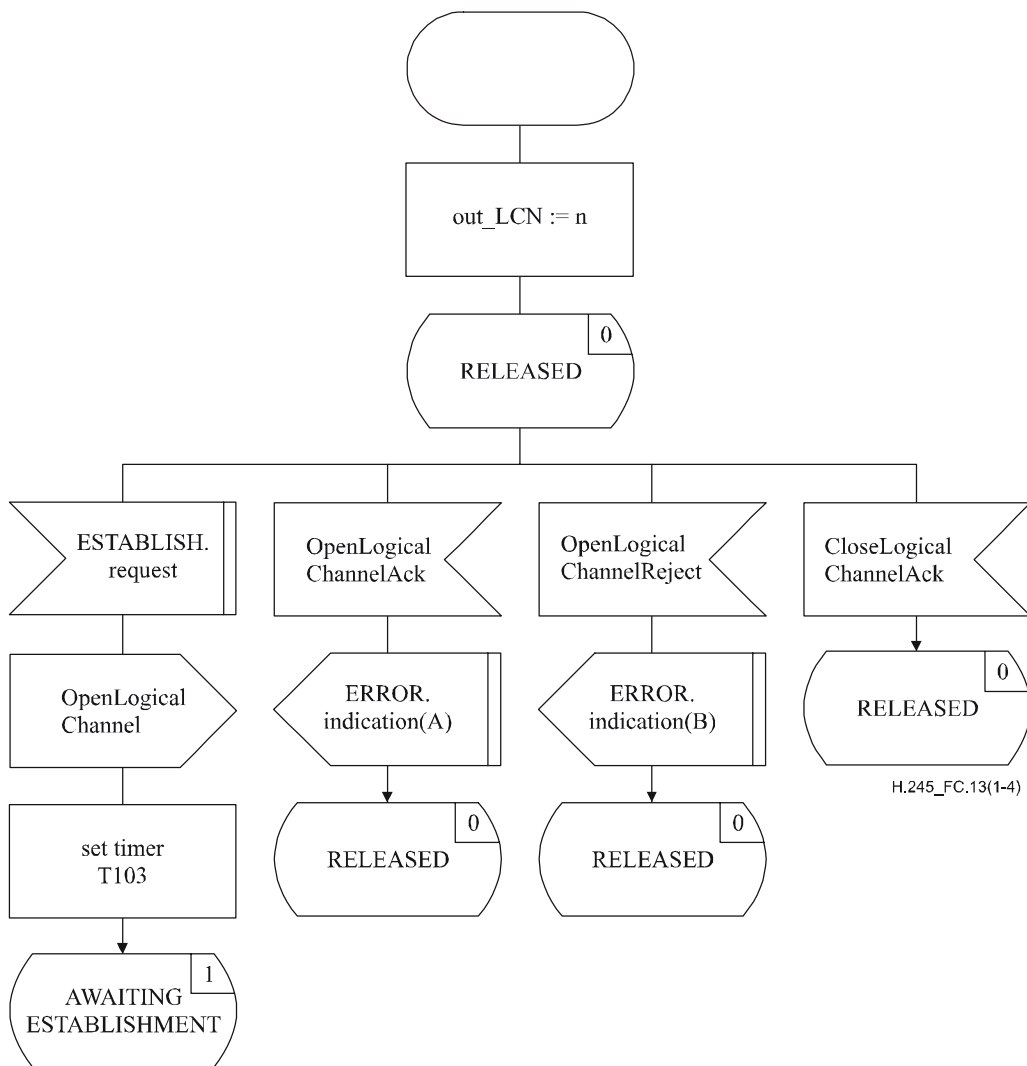 out_LCN := n
0
RELEASED
ESTABLISH.
request
OpenLogical
ChannelAck
OpenLogical
ChannelReject
CloseLogical
ChannelAck
OpenLogical
Channel
ERROR.
indication(A)
ERROR.
indication(B)
0
RELEASED
H.245_FC.13(1-4)
set timer
T103
0
RELEASED
0
RELEASED
1
AWAITING
ESTABLISHMENT